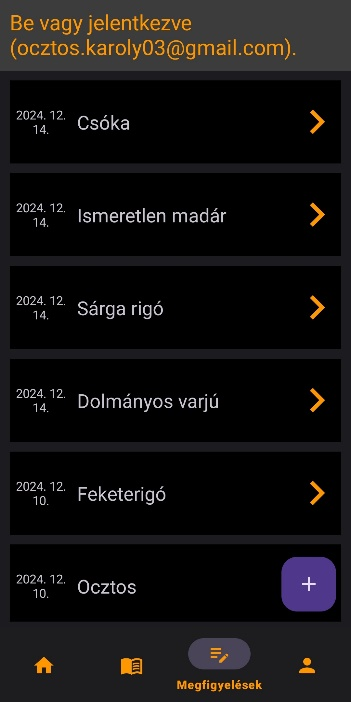 Be vagy jelentkezve
(ocztos.karoly03@gmail.com).
2024. 12.
14.
Csóka
2024. 12.
14.
Ismeretlen madár
2024. 12.
14.
Sárga rigó
2024. 12.
14.
Dolmányos varjú
2024. 12.
10.
Feketerigó
2024. 12.
10.
Ocztos
+
Megfigyelések